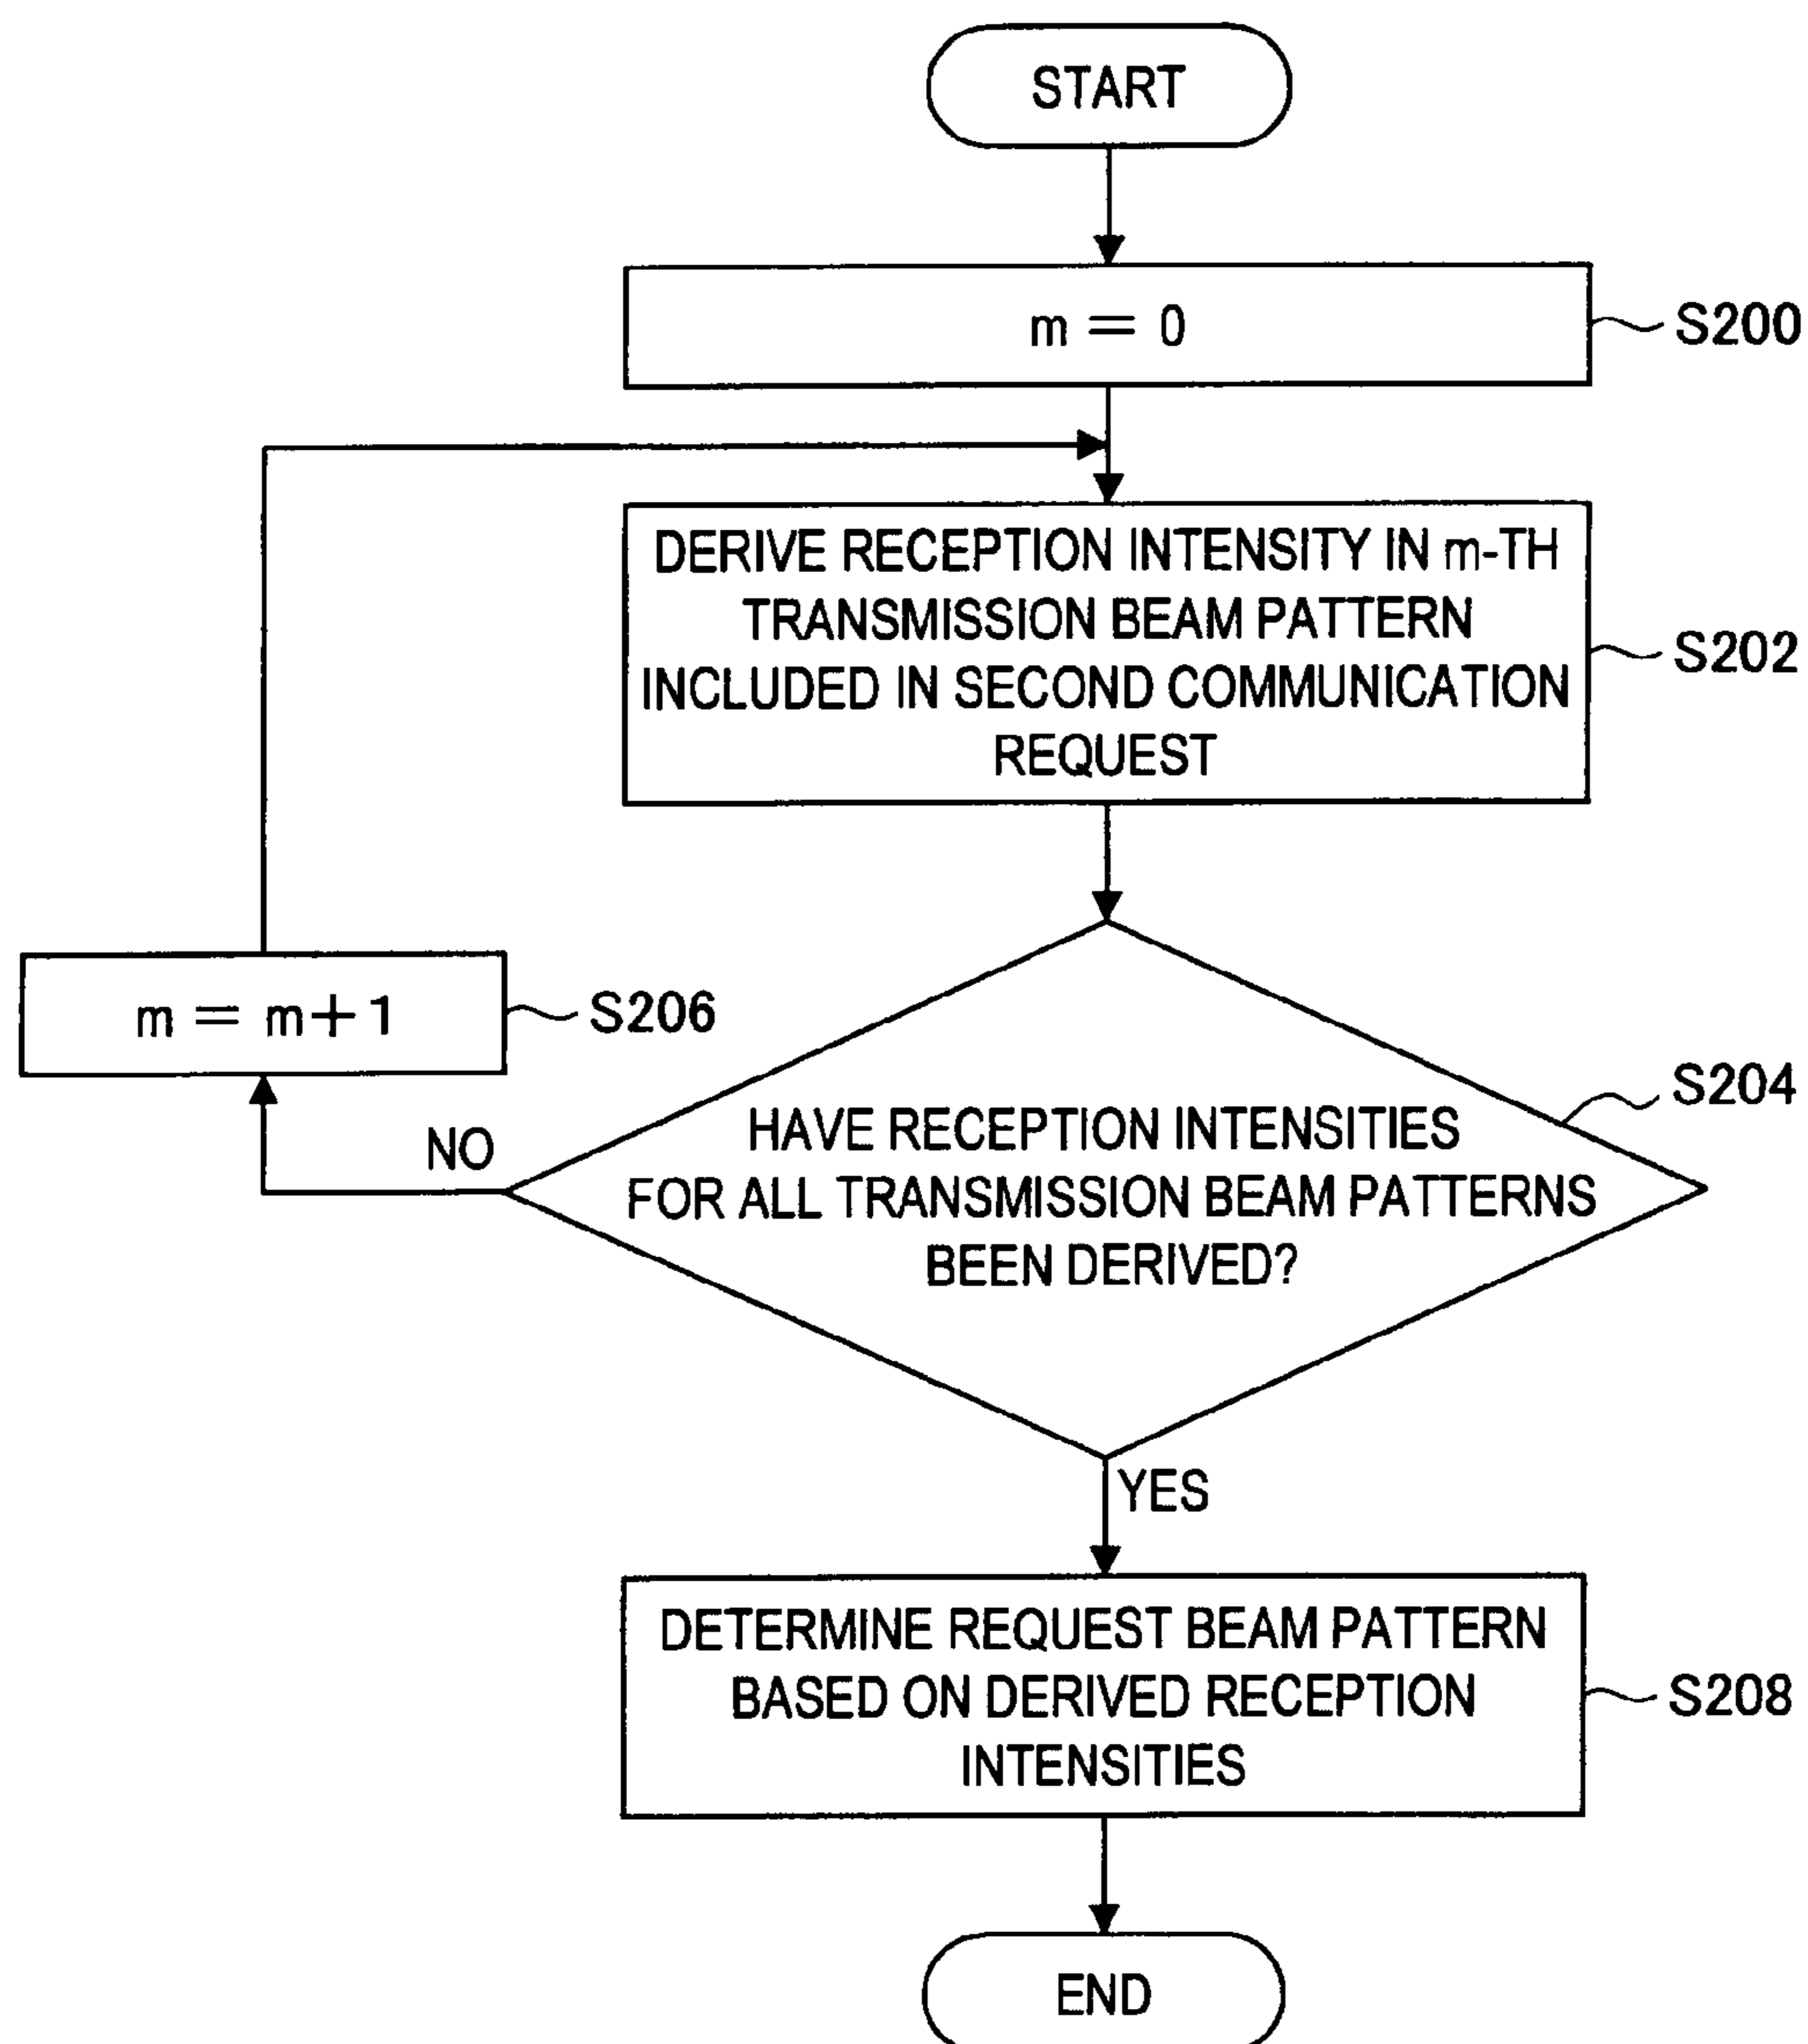 START
m = 0
S200
DERIVE RECEPTION INTENSITY IN m-TH
TRANSMISSION BEAM PATTERN
INCLUDED IN SECOND COMMUNICATION
REQUEST
S202
m = m+1
S206
HAVE RECEPTION INTENSITIES
FOR ALL TRANSMISSION BEAM PATTERNS
BEEN DERIVED?
S204
NO
YES
DETERMINE REQUEST BEAM PATTERN
BASED ON DERIVED RECEPTION
INTENSITIES
S208
END